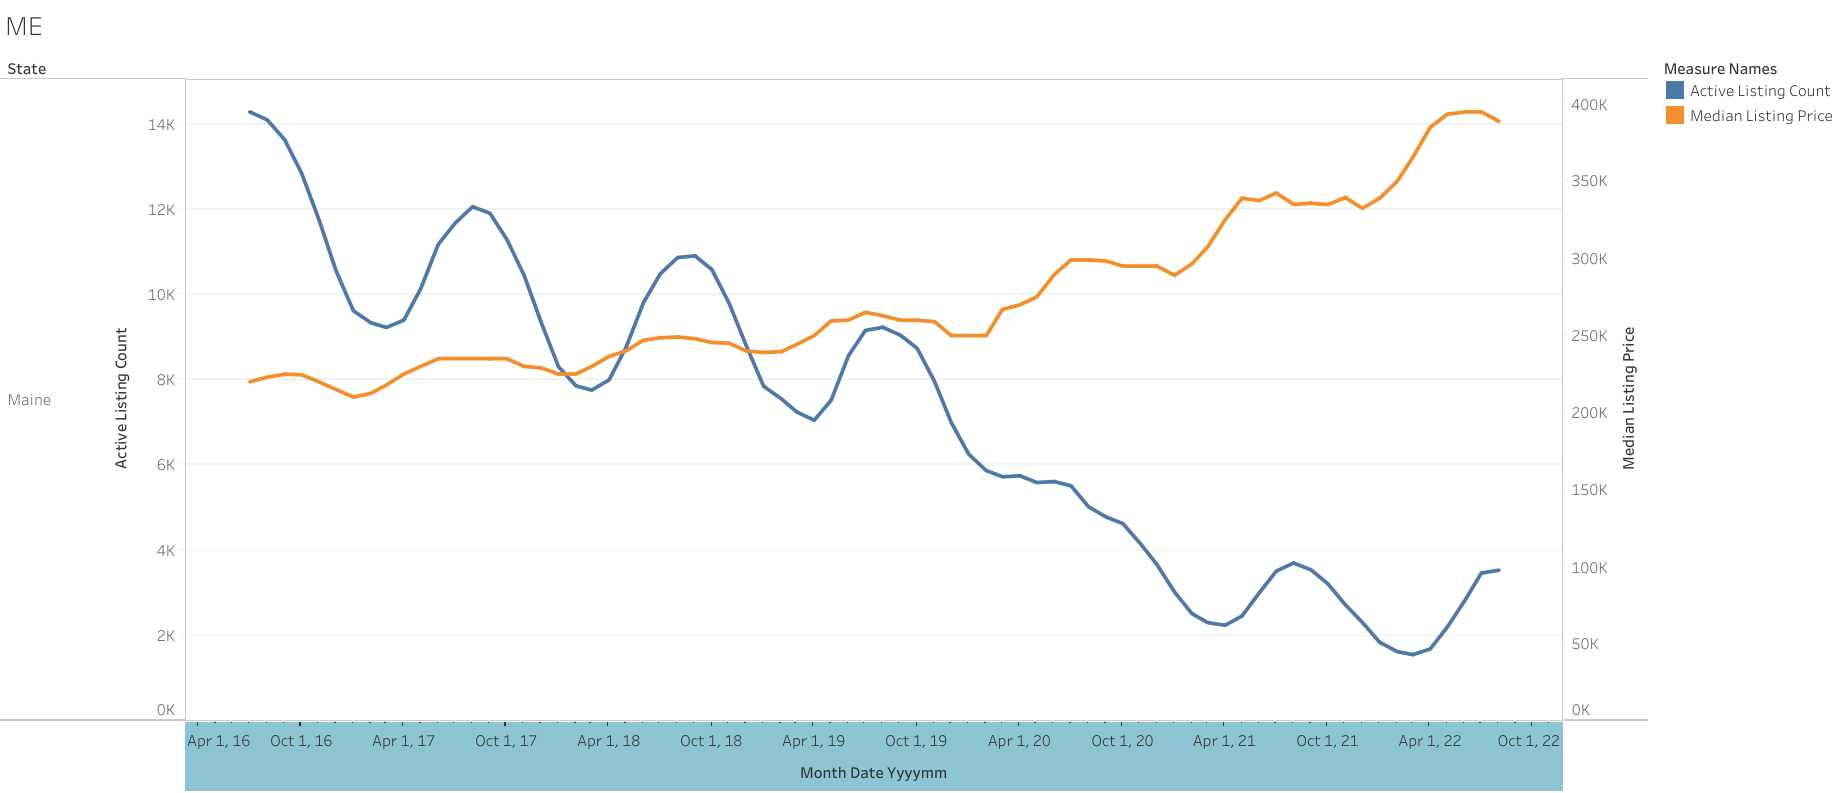 ME
State
Measure Names
Active Listing Count
Median Listing Price
Maine
Active Listing Count
14K
12K
10K
8K
6K
4K
2K
0K
400K
350K
300K
250K
200K
150K
100K
50K
0K
Median Listing Price
Apr 1, 16 Oct 1, 16 Apr 1, 17 Oct 1, 17 Apr 1, 18 Oct 1, 18 Apr 1, 19 Oct 1, 19 Apr 1, 20 Oct 1, 20 Apr 1, 21 Oct 1, 21 Apr 1, 22 Oct 1, 22
Month Date Yyyymm